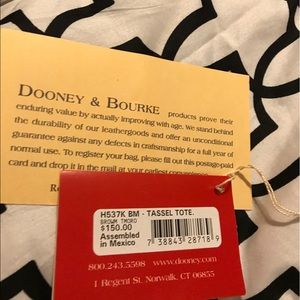 DOONEY & BOURKE products prove their
enduring value by actually improving with age. We stand behind
the durability of our leathergoods and offer an unconditional
guarantee against any defects in craftsmanship for a full year of
normal use. To register your bag, please fill out this postage-paid
card and drop it in the mail at your earliest
H537K BM - TASSEL TOTE.
BROWM TMORO
$150.00
Assembled
in Mexico
7 38843 28718 9
800.243.5598 www.dooney.com
1 Regent St. Norwalk, CT 06855